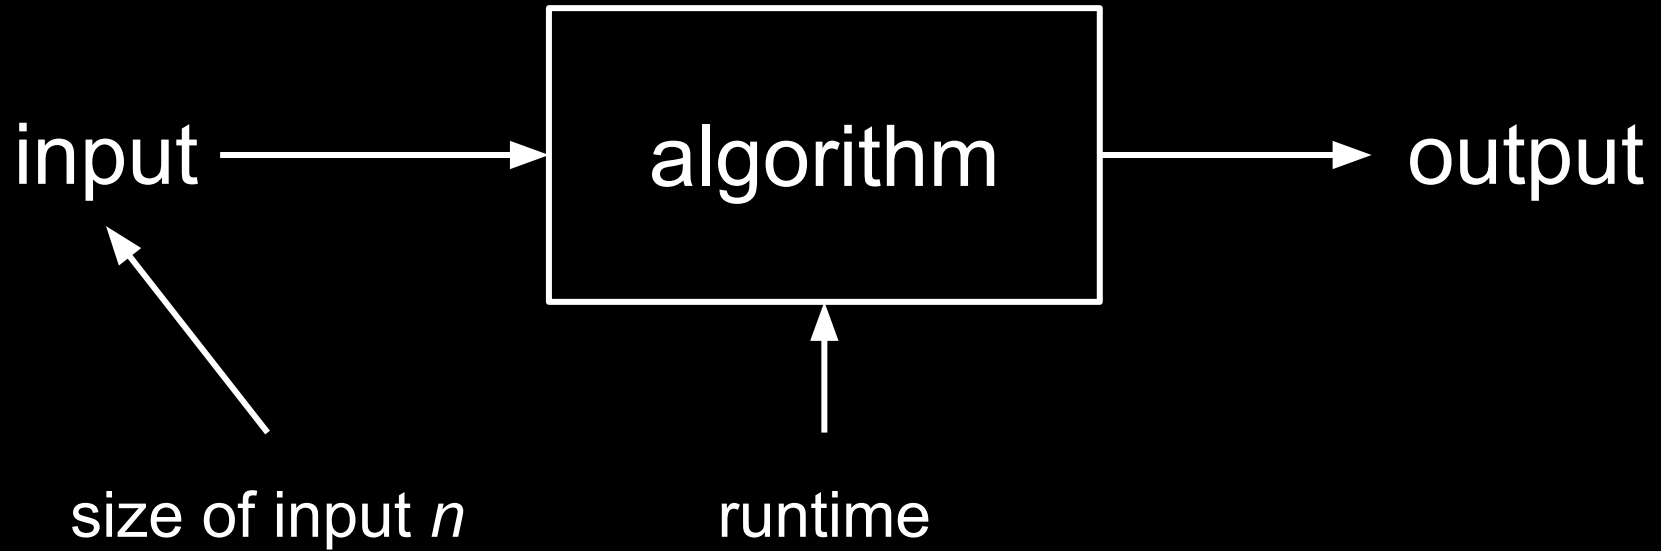 input
algorithm
output
size of input n
runtime